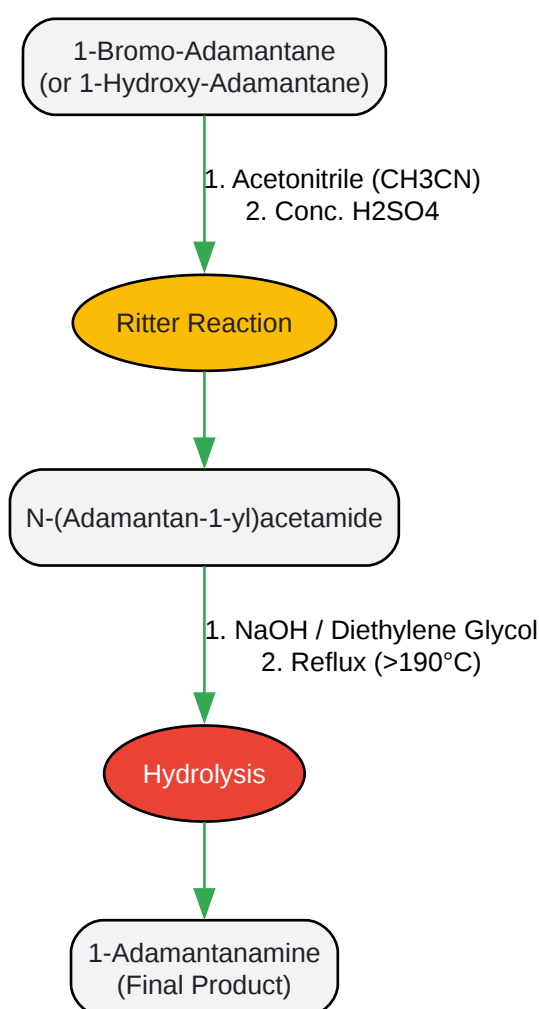 1-Bromo-Adamantane
(or 1-Hydroxy-Adamantane)
1. Acetonitrile (CH3CN)
2. Conc. H2SO4
Ritter Reaction
N-(Adamantan-1-yl)acetamide
1. NaOH / Diethylene Glycol
2. Reflux (>190°C)
Hydrolysis
1-Adamantanamine
(Final Product)